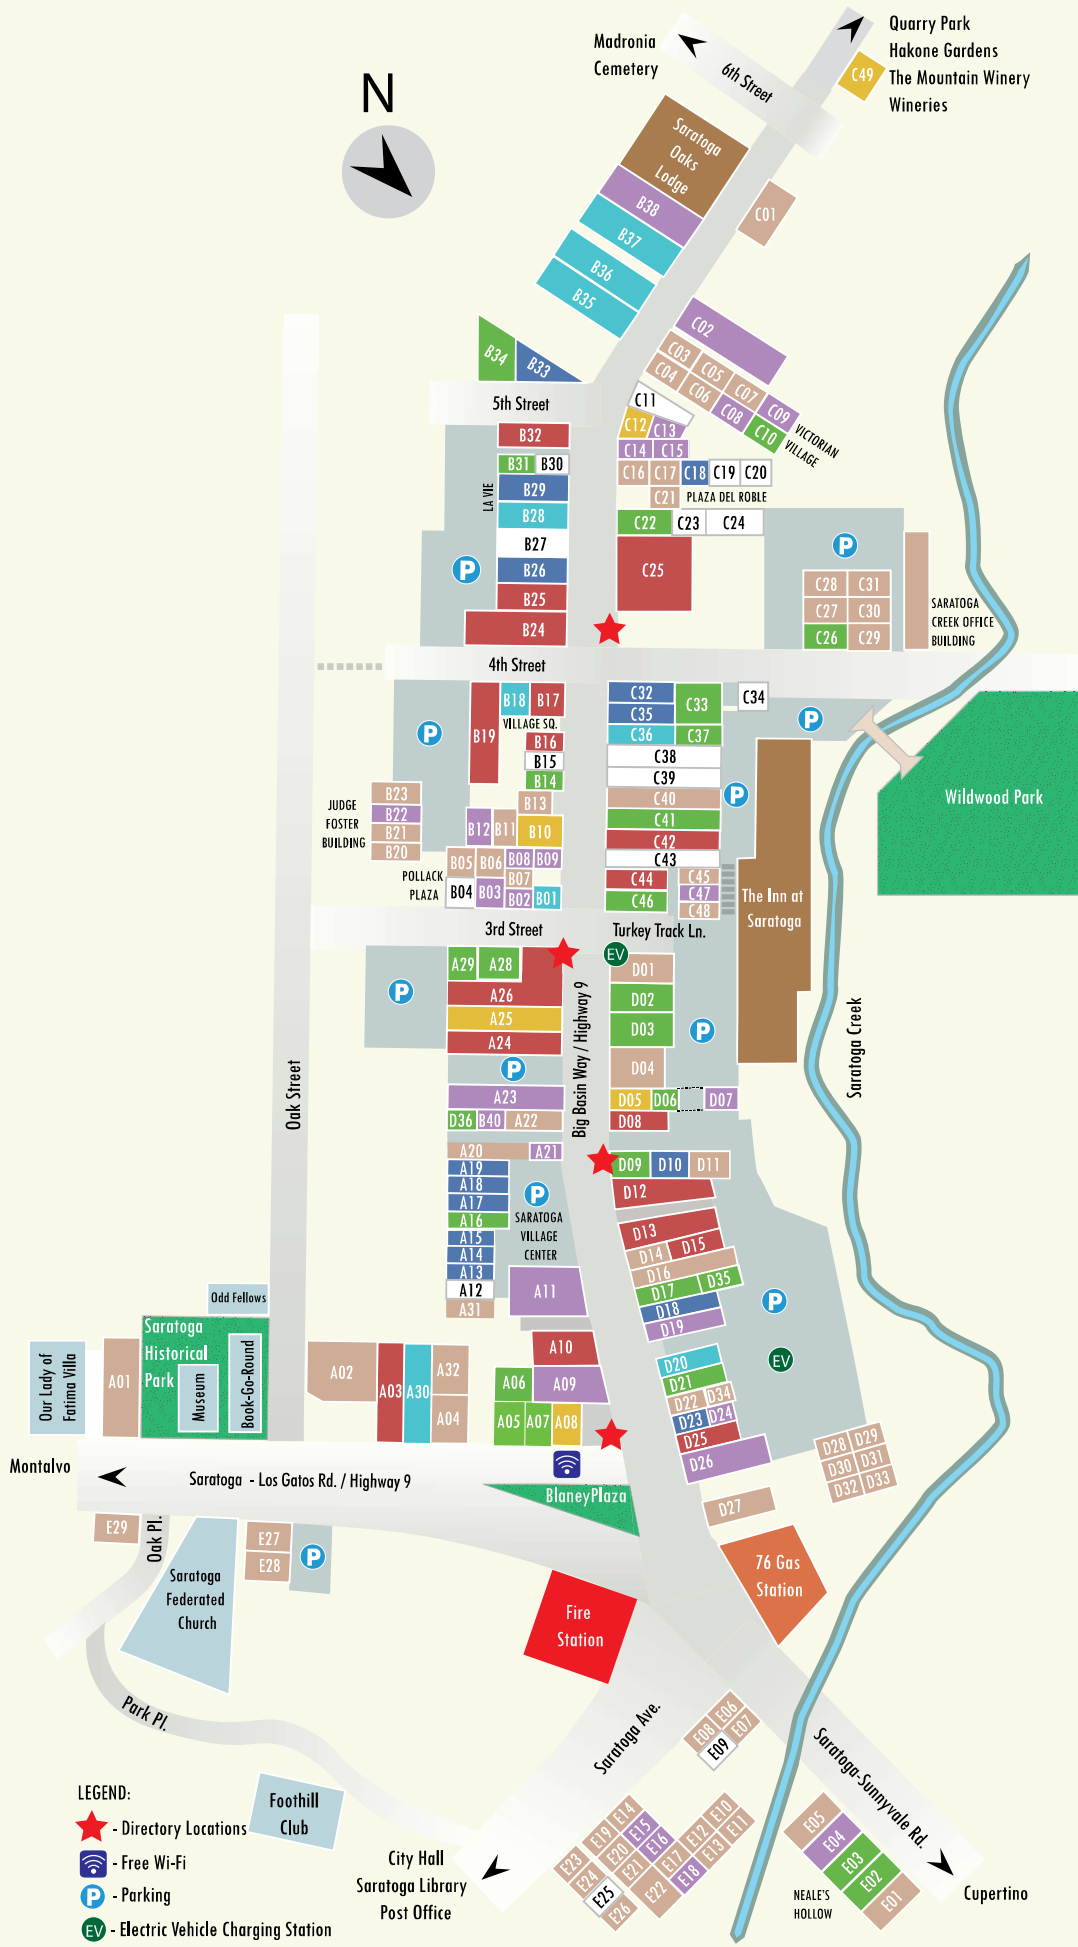 Quarry Park
Hakone Gardens
The Mountain Winery
Wineries
C49
Madronia
Cemetery
6th Street
N
Saratoga
Oaks
Lodge
B38
B37
B36
B35
C01
C02
C03
C05
C07
C09
C04
C06
C08
C10
VICTORIAN
VILLAGE
B34
B33
5th Street
C11
C12
C13
C14
C15
C16
C17
C18
C19
C20
C21
PLAZA DEL ROBLE
C22
C23
C24
C25
B32
B31
B30
LA VIE
B29
B28
B27
B26
B25
B24
P
P
C28
C31
C27
C30
C26
C29
SARATOGA
CREEK OFFICE
BUILDING
4th Street
B19
B18
B17
VILLAGE SQ.
B16
B15
B14
B13
B12
B11
B10
P
B23
B22
B21
B20
JUDGE
FOSTER
BUILDING
B05
B06
B08
B09
B07
B04
B03
B02
B01
POLLACK
PLAZA
C32
C33
C34
C35
C36
C37
C38
C39
C40
C41
C42
C43
C44
C45
C47
C46
C48
P
P
The Inn at
Saratoga
Wildwood Park
3rd Street
Turkey Track Ln.
EV
A29
A28
A26
A25
A24
P
P
A23
D36
B40
A22
A20
A21
A19
A18
A17
A16
A15
A14
A13
A12
A31
P
SARATOGA
VILLAGE
CENTER
A11
Big Basin Way / Highway 9
Oak Street
Saratoga Creek
D01
D02
D03
D04
P
D05
D06
D07
D08
D09
D10
D11
D12
D13
D14
D15
D16
D17
D35
D18
D19
P
EV
D20
D21
D22
D34
D23
D24
D25
D26
D27
D28
D29
D30
D31
D32
D33
Odd Fellows
Saratoga
Historical
Park
Museum
Book-Go-Round
Our Lady of
Fatima Villa
A01
A02
A03
A30
A32
A04
A10
A06
A09
A05
A07
A08
Montalvo
Saratoga - Los Gatos Rd. / Highway 9
BlaneyPlaza
E29
Oak Pl.
E27
E28
P
Saratoga
Federated
Church
Fire
Station
76 Gas
Station
Park Pl.
Saratoga Ave.
Saratoga-Sunnyvale Rd.
E06
E08
E07
E09
E14
E19
E15
E23
E20
E16
E24
E21
E17
E12
E10
E25
E22
E18
E13
E11
E26
E05
E04
E03
E02
E01
NEALE'S
HOLLOW
Cupertino
City Hall
Saratoga Library
Post Office
Foothill
Club
LEGEND:
- Directory Locations
- Free Wi-Fi
P - Parking
EV - Electric Vehicle Charging Station